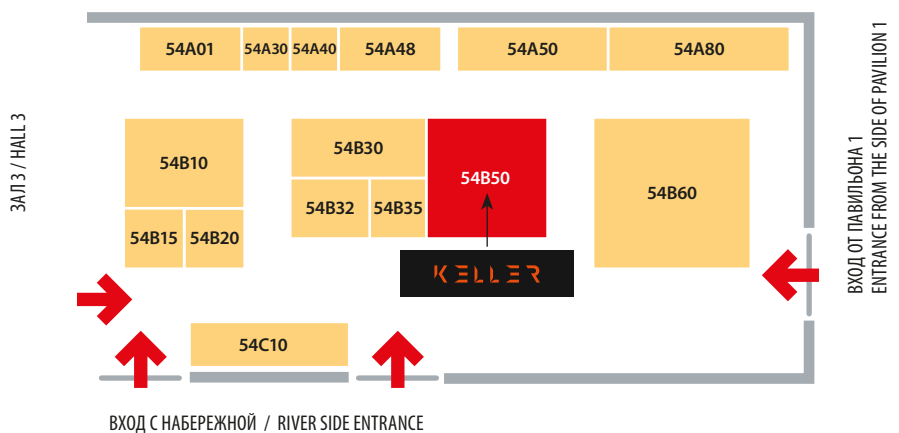 54A01 54A30 54A40 54A48 54A50 54A80
ЗАЛ 3 / HALL 3
54B10
54B15 54B20
54B30
54B32 54B35
54B50
KELLER
54B60
ВХОД ОТ ПАВИЛЬОНА 1
ENTRANCE FROM THE SIDE OF PAVILION 1
54C10
ВХОД С НАБЕРЕЖНОЙ / RIVER SIDE ENTRANCE